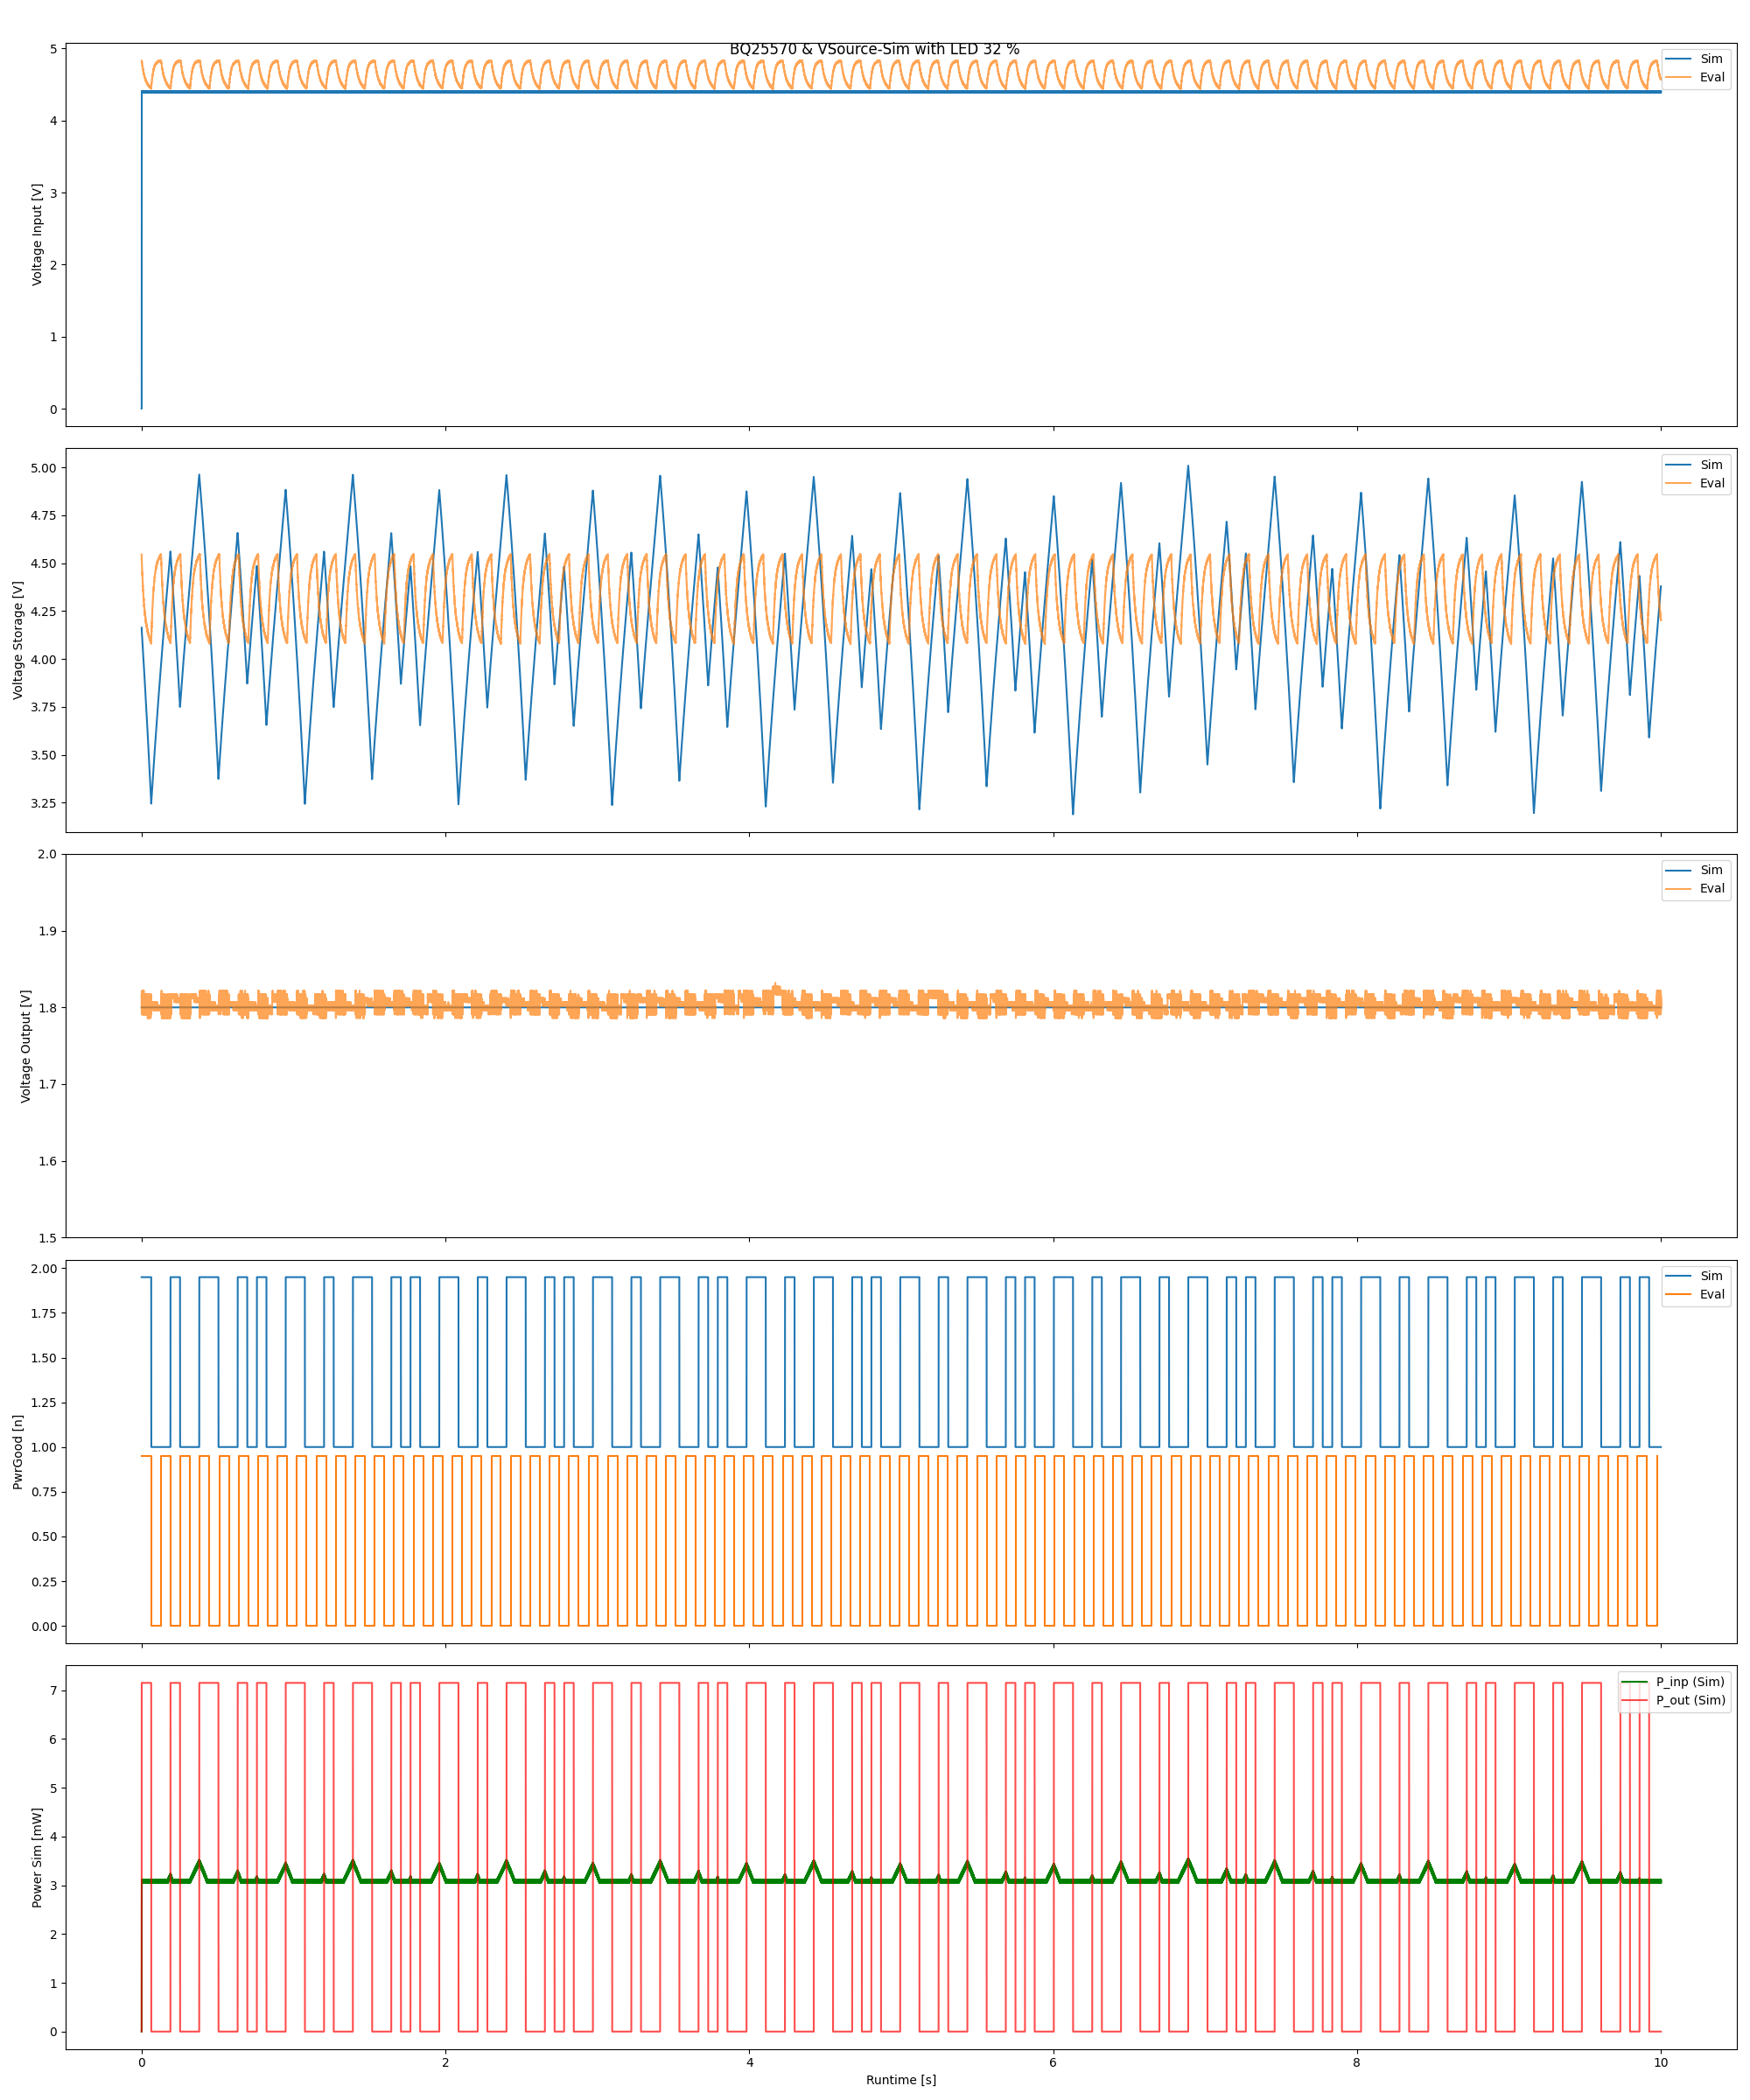 BQ25570 & VSource-Sim with LED 32 %
5
4
3
2
1
0
Voltage Input [V]
Sim
Eval
5.00
4.75
4.50
4.25
4.00
3.75
3.50
3.25
Voltage Storage [V]
Sim
Eval
2.0
1.9
1.8
1.7
1.6
1.5
Voltage Output [V]
Sim
Eval
2.00
1.75
1.50
1.25
1.00
0.75
0.50
0.25
0.00
PwrGood [n]
Sim
Eval
7
6
5
4
3
2
1
0
Power Sim [mW]
P_inp (Sim)
P_out (Sim)
0 2 4 6 8 10
Runtime [s]